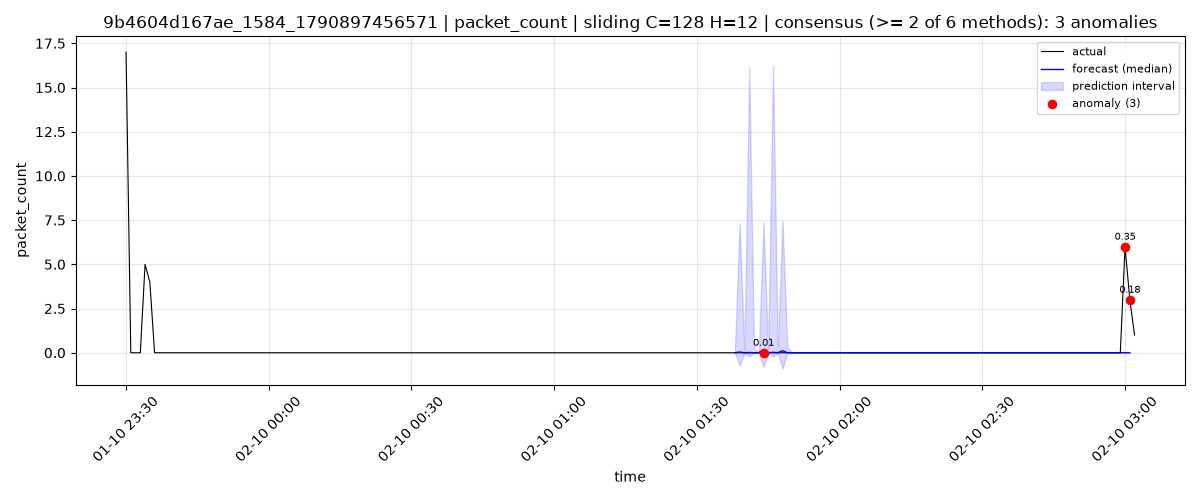 9b4604d167ae_1584_1790897456571 | packet_count | sliding C=128 H=12 | consensus (>= 2 of 6 methods): 3 anomalies
17.5
15.0
12.5
10.0
7.5
5.0
2.5
0.0
packet_count
actual
forecast (median)
prediction interval
anomaly (3)
0.01
0.35
0.18
01-10 23:30
02-10 00:00
02-10 00:30
02-10 01:00
02-10 01:30
02-10 02:00
02-10 02:30
02-10 03:00
time